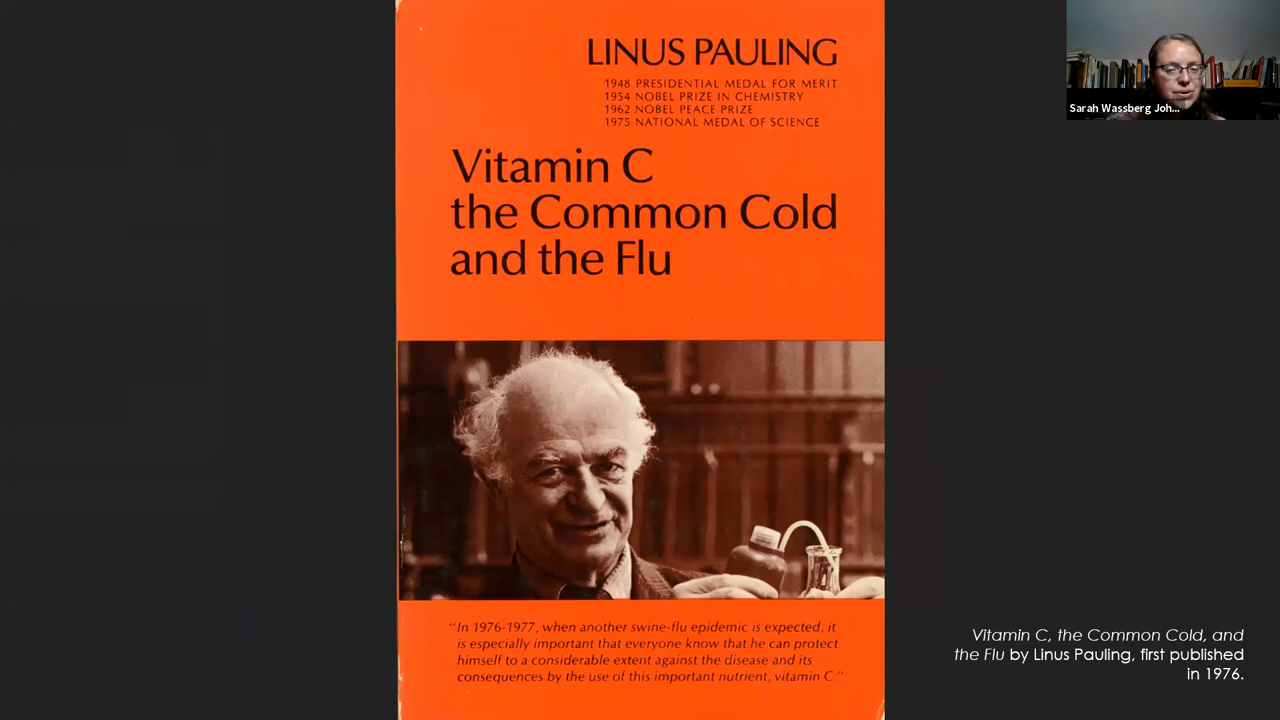 LINUS PAULING
1948 PRESIDENTIAL MEDAL FOR MERIT
1954 NOBEL PRIZE IN CHEMISTRY
1962 NOBEL PEACE PRIZE
1975 NATIONAL MEDAL OF SCIENCE
Vitamin C
the Common Cold
and the Flu
“In 1976-1977, when another swine-flu epidemic is expected, it
is especially important that everyone know that he can protect
himself to a considerable extent against the disease and its
consequences by the use of this important nutrient, vitamin C.”
Sarah Wassberg Joh...
Vitamin C, the Common Cold, and
the Flu by Linus Pauling, first published
in 1976.